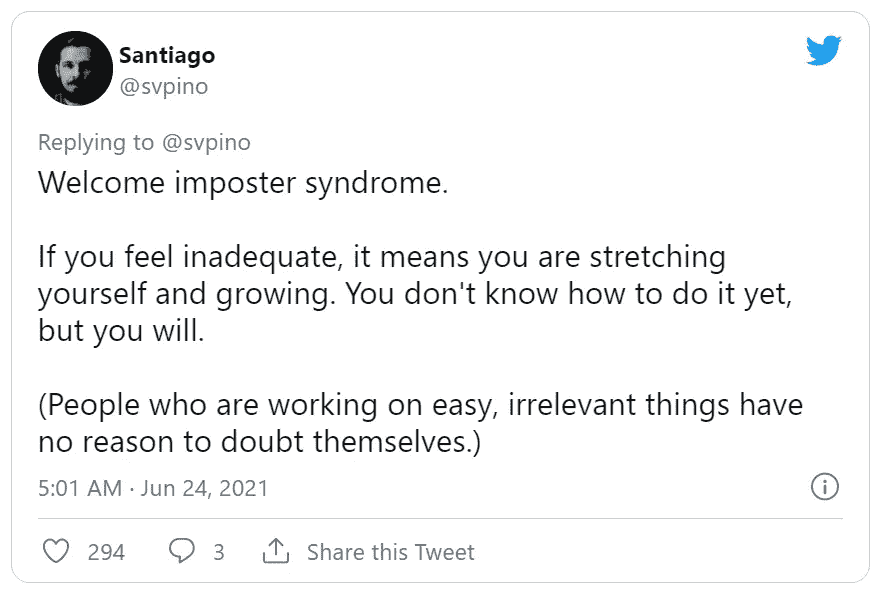 Santiago
@svpino
Replying to @svpino
Welcome imposter syndrome.
If you feel inadequate, it means you are stretching
yourself and growing. You don't know how to do it yet,
but you will.
(People who are working on easy, irrelevant things have
no reason to doubt themselves.)
5:01 AM · Jun 24, 2021
294 3 Share this Tweet